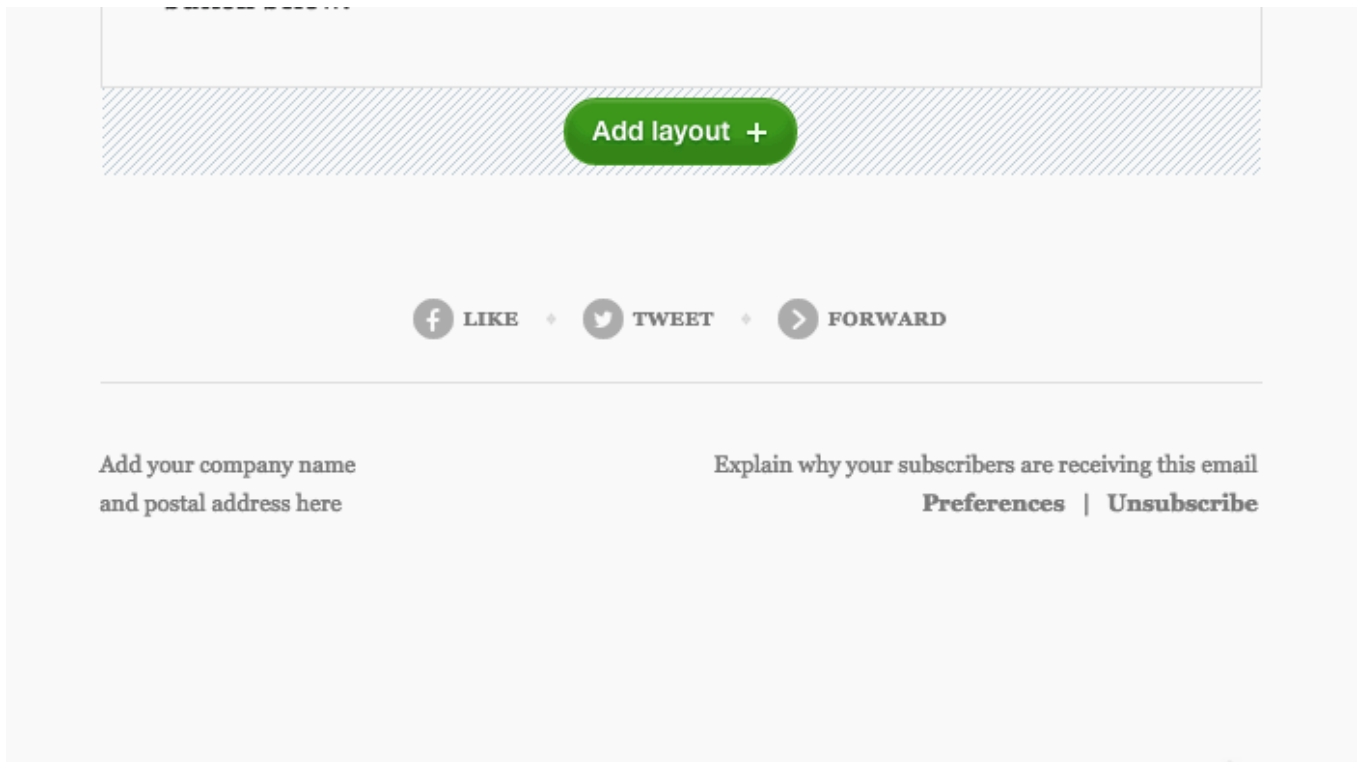 Add layout +
LIKE
TWEET
FORWARD
Add your company name
and postal address here
Explain why your subscribers are receiving this email
Preferences | Unsubscribe